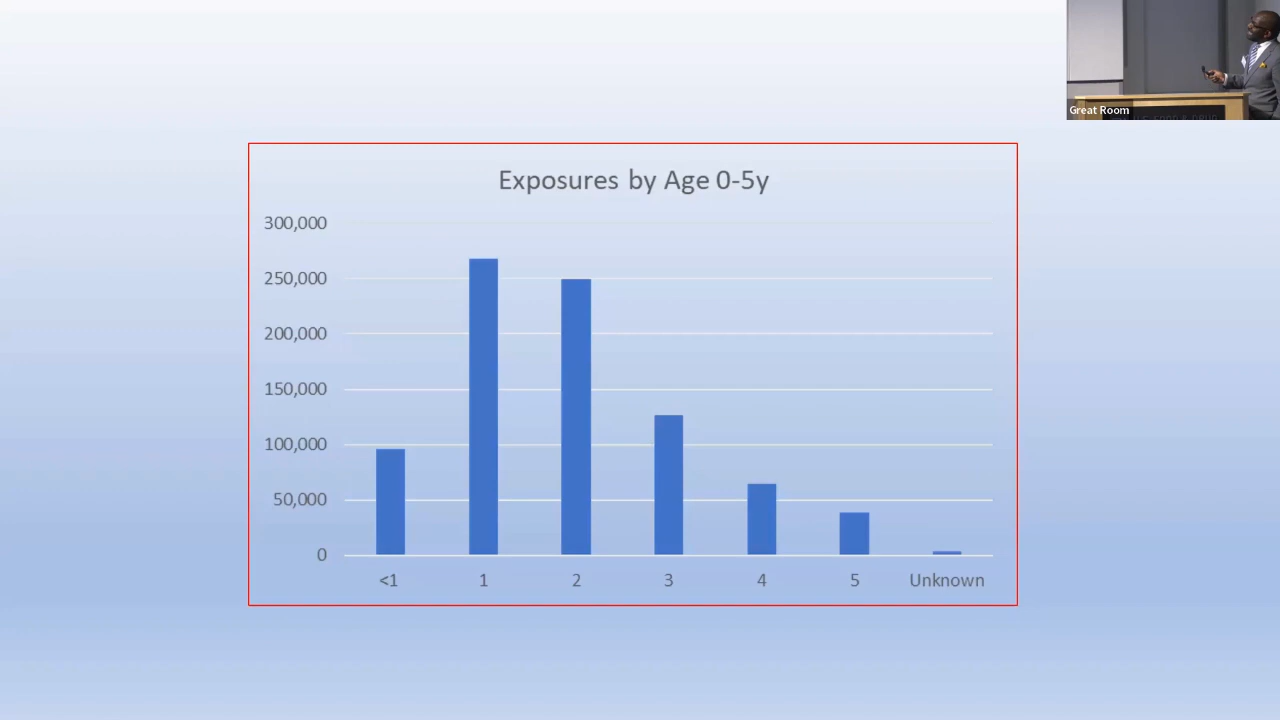 Great Room
Exposures by Age 0-5y
300,000
250,000
200,000
150,000
100,000
50,000
0
<1 1 2 3 4 5 Unknown